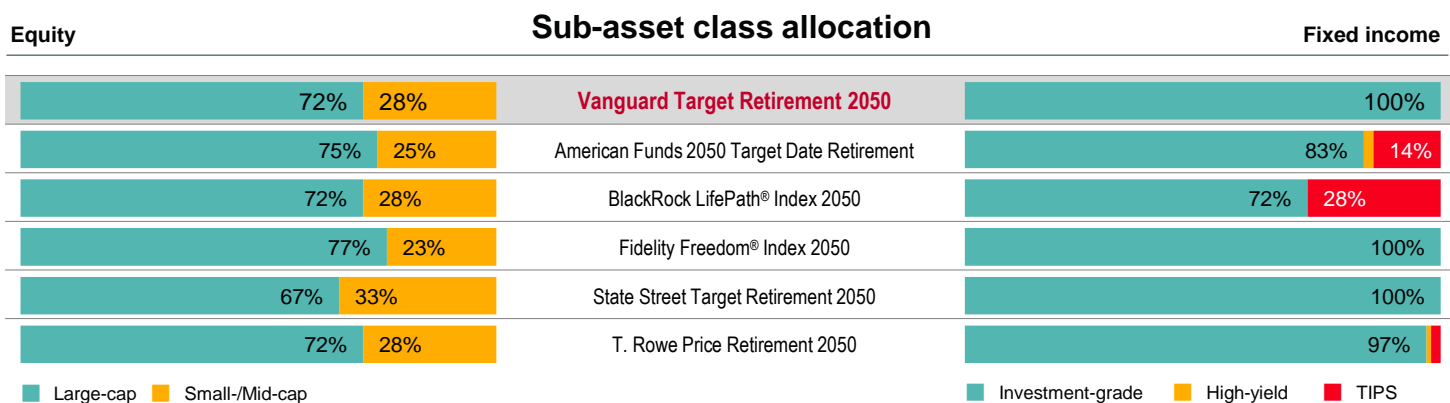 Sub-asset class allocation
Equity
Fixed income
72% 28% Vanguard Target Retirement 2050 100%
75% 25% American Funds 2050 Target Date Retirement 83% 14%
72% 28% BlackRock LifePath® Index 2050 72% 28%
77% 23% Fidelity Freedom® Index 2050 100%
67% 33% State Street Target Retirement 2050 100%
72% 28% T. Rowe Price Retirement 2050 97%
Large-cap Small-/Mid-cap Investment-grade High-yield TIPS